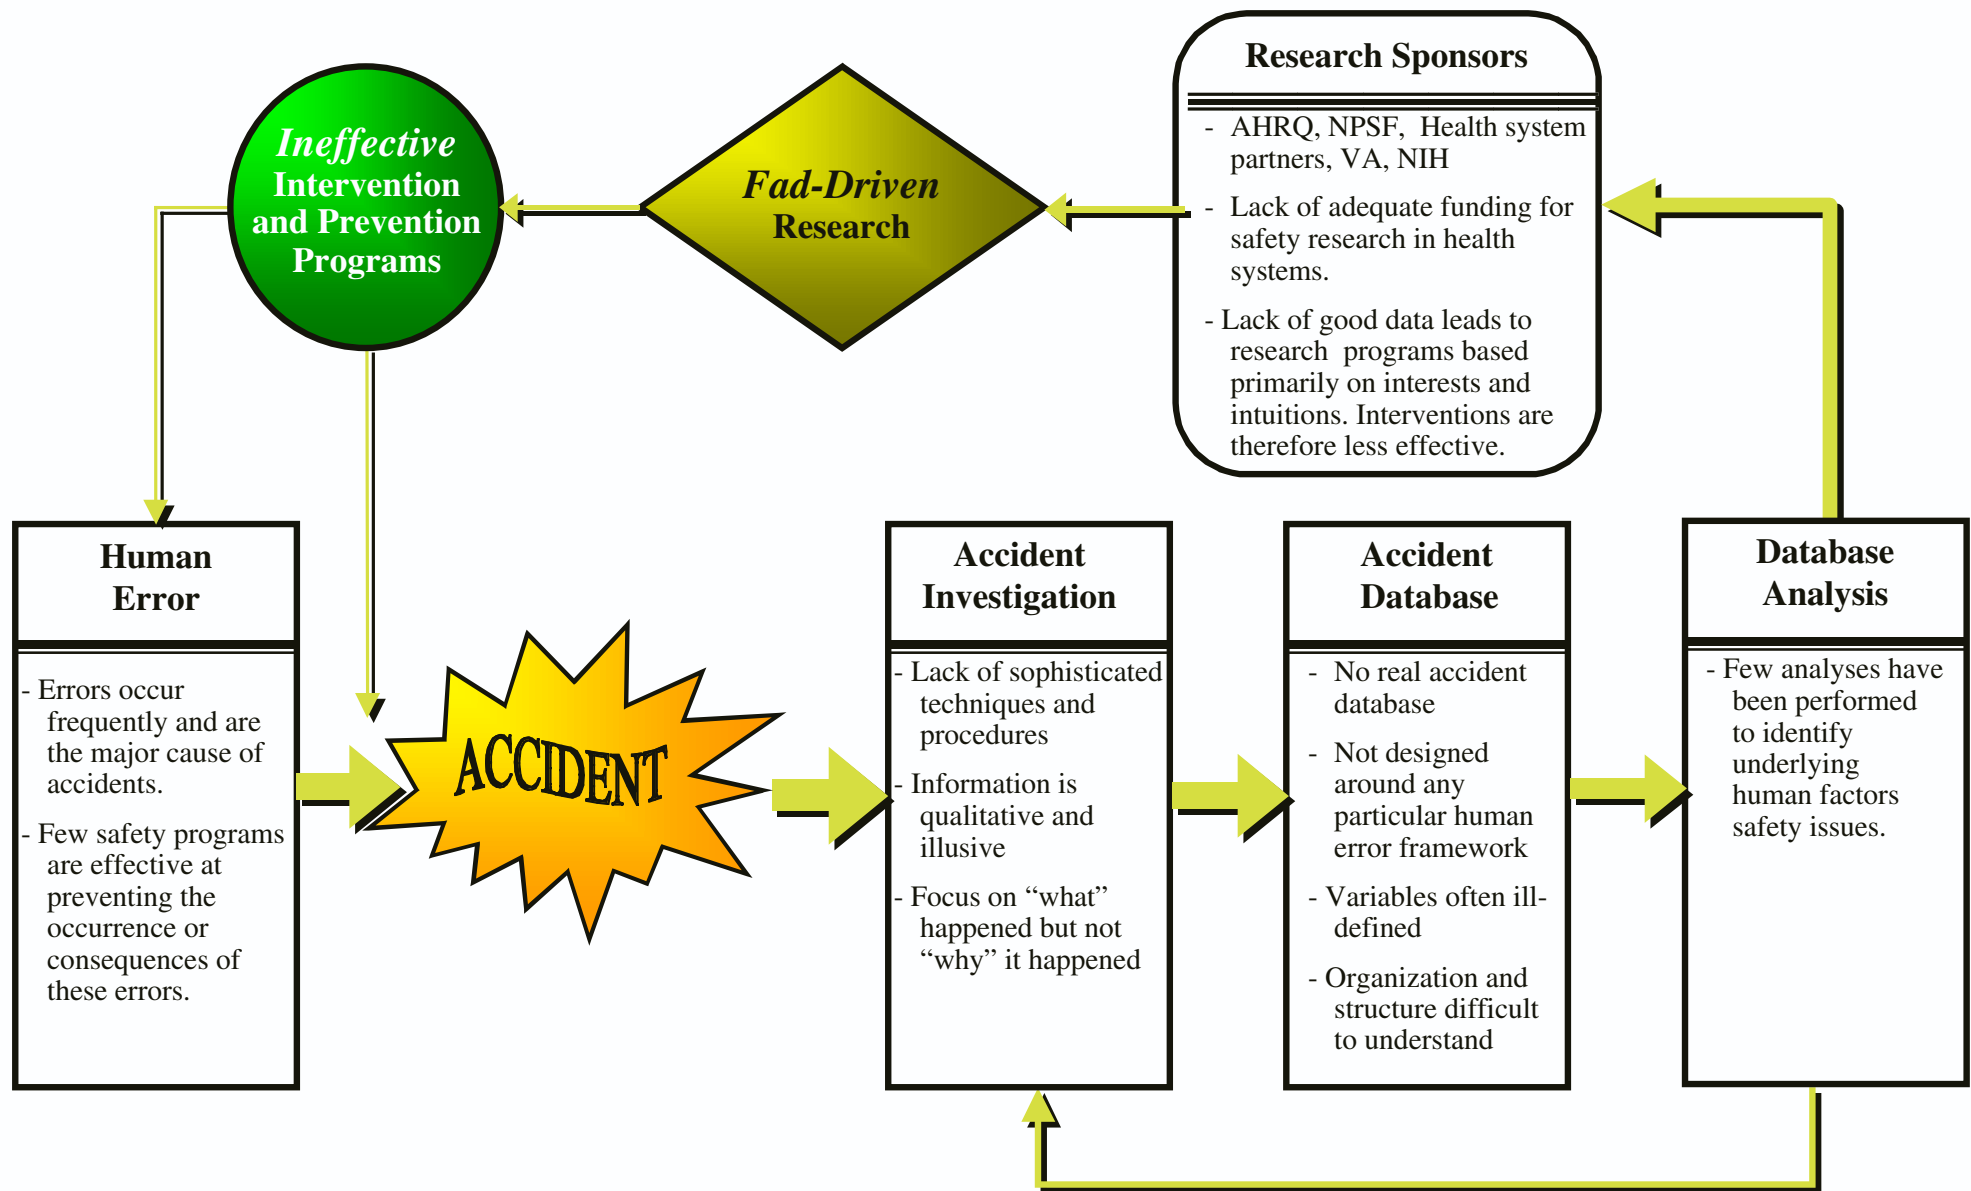 Research Sponsors
- AHRQ, NPSF, Health system
partners, VA, NIH
- Lack of adequate funding for
safety research in health
systems.
- Lack of good data leads to
research programs based
primarily on interests and
intuitions. Interventions are
therefore less effective.
Fad-Driven
Research
Ineffective
Intervention
and Prevention
Programs
Human
Error
- Errors occur
frequently and are
the major cause of
accidents.
- Few safety programs
are effective at
preventing the
occurrence or
consequences of
these errors.
ACCIDENT
Accident
Investigation
- Lack of sophisticated
techniques and
procedures
- Information is
qualitative and
illusive
- Focus on “what”
happened but not
“why” it happened
Accident
Database
- No real accident
database
- Not designed
around any
particular human
error framework
- Variables often ill-
defined
- Organization and
structure difficult
to understand
Database
Analysis
- Few analyses have
been performed
to identify
underlying
human factors
safety issues.